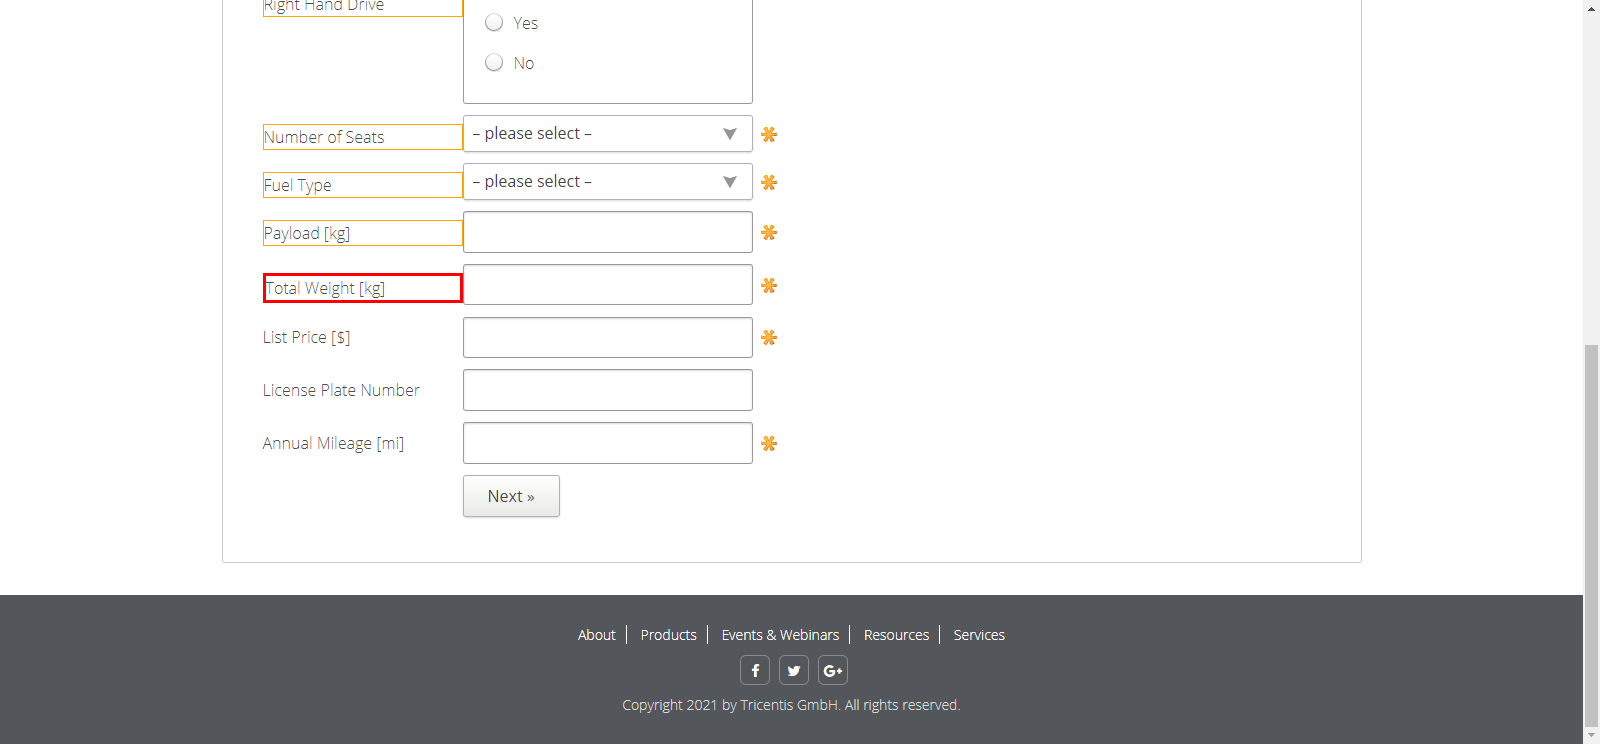 Right Hand Drive
Yes
No
Number of Seats
– please select –
Fuel Type
– please select –
Payload [kg]
Total Weight [kg]
List Price [$]
License Plate Number
Annual Mileage [mi]
Next »
About Products Events & Webinars Resources Services
Copyright 2021 by Tricentis GmbH. All rights reserved.